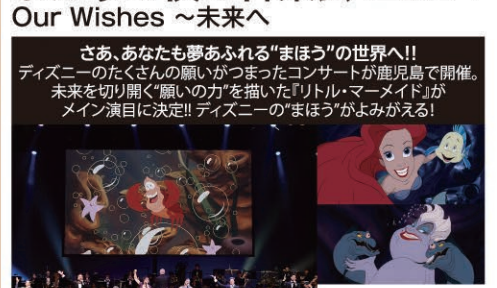 Our Wishes ～未来へ
さあ、あなたも夢あふれる“まほう”の世界へ!!
ディズニーのたくさんの願いがつまったコンサートが鹿児島で開催。
未来を切り開く“願いの力”を描いた『リトル・マーメイド』が
メイン演目に決定!! ディズニーの“まほう”がよみがえる!